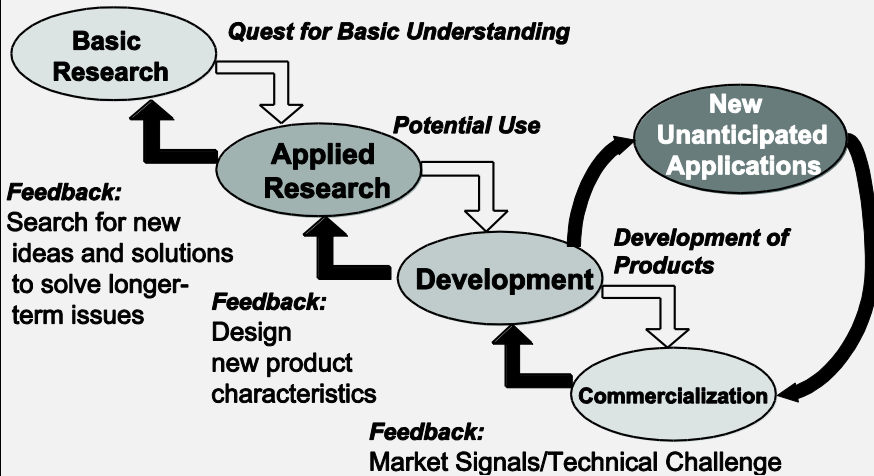 Basic
Research
Quest for Basic Understanding
Applied
Research
Potential Use
New
Unanticipated
Applications
Feedback:
Search for new
ideas and solutions
to solve longer-
term issues
Development
Development of
Products
Feedback:
Design
new product
characteristics
Commercialization
Feedback:
Market Signals/Technical Challenge